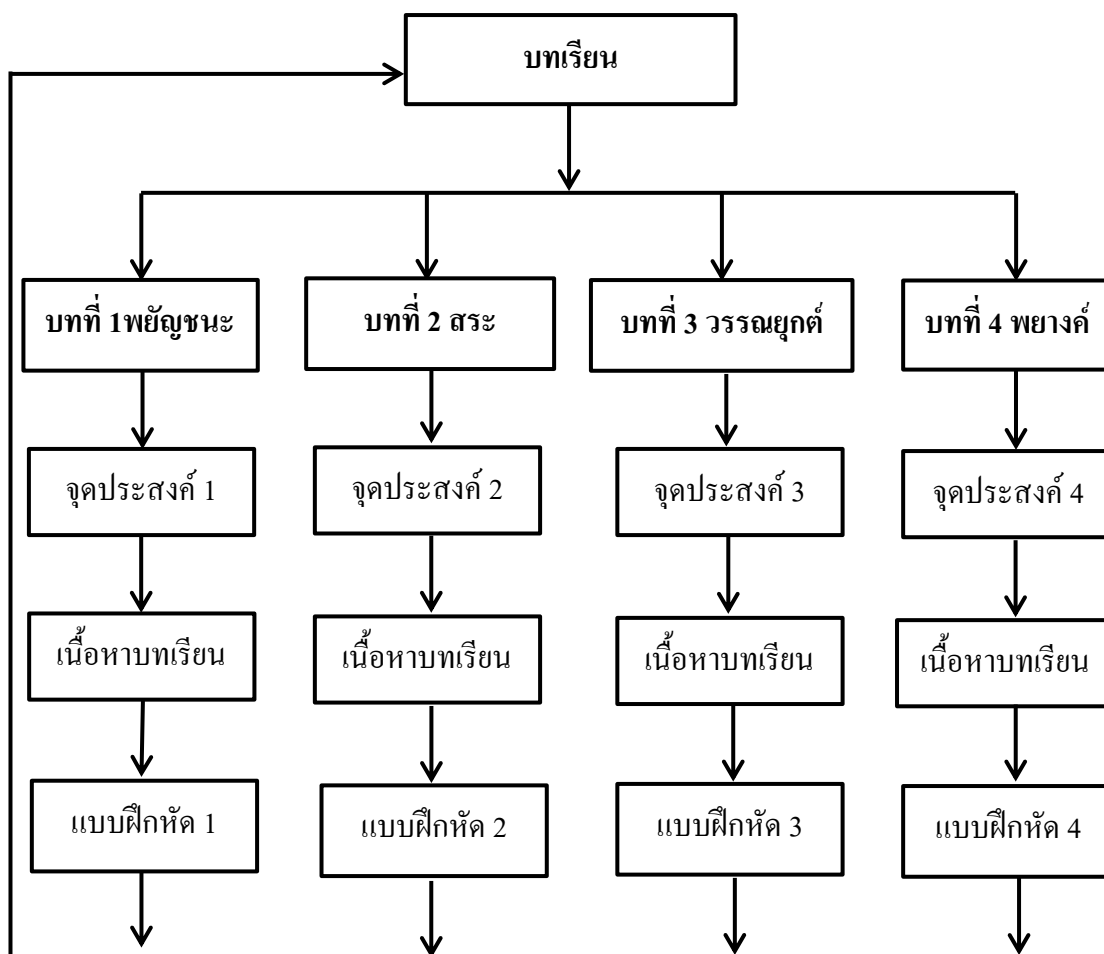 บทเรียน
บทที่ 1พยัญชนะ
บทที่ 2 สระ
บทที่ 3 วรรณยุกต์
บทที่ 4 พยางค์
จุดประสงค์ 1
จุดประสงค์ 2
จุดประสงค์ 3
จุดประสงค์ 4
เนื้อหาบทเรียน
เนื้อหาบทเรียน
เนื้อหาบทเรียน
เนื้อหาบทเรียน
แบบฝึกหัด 1
แบบฝึกหัด 2
แบบฝึกหัด 3
แบบฝึกหัด 4